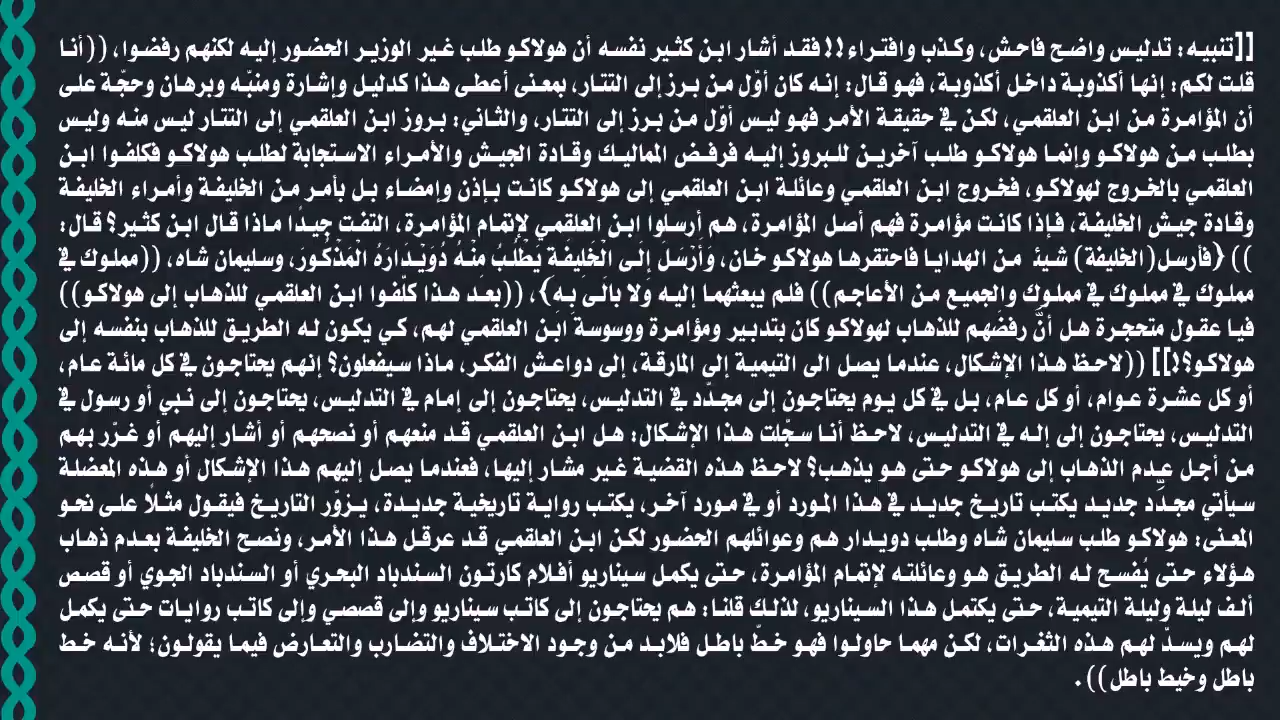 [[تنبيه: تدليس واضح فاحش، وكذب وافتراء!! فقد أشار ابن كثير نفسه أن هولاكو طلب غير الوزير الحضور إليه لكنهم رفضوا، ((أنا
قلت لكم: إنها أكذوبة داخل أكذوبة، فهو قال: إنه كان أوّل من برز إلى التتار، بمعنى أعطى هذا كدليل وإشارة ومنبّه وبرهان وحجّة على
أن المؤامرة من ابن العلقمي، لكن في حقيقة الأمر فهو ليس أوّل من برز إلى التتار، والثاني: بروز ابن العلقمي إلى التتار ليس منه وليس
بطلب من هولاكو وإنما هولاكو طلب آخرين للبروز إليه فرفض المماليك وقادة الجيش والأمراء الاستجابة لطلب هولاكو فكلفوا ابن
العلقمي بالخروج لهولاكو، فخروج ابن العلقمي وعائلة ابن العلقمي إلى هولاكو كانت بإذن وإمضاء بل بأمر من الخليفة وأمراء الخليفة
وقادة جيش الخليفة، فإذا كانت مؤامرة فهم أصل المؤامرة، هم أرسلوا ابن العلقمي لإتمام المؤامرة، التفت جيدًا ماذا قال ابن كثير؟ قال:
)) {فأرسل(الخليفة) شيئ من الهدايا فاحتقرها هولاكو خان، وَأَرْسَلَ إِلَى الْخَلِيفَة يَطْلُبُ مِنْهُ دُوَيْدَارَهُ الْمَذْكُورَ، وسليمان شاه، ((مملوك في
مملوك في مملوك في مملوك والجميع من الأعاجم)) فلم يبعثهما إليه وَلا بالَى بِهِ}، ((بعد هذا كلّفوا ابن العلقمي للذهاب إلى هولاكو))
فيا عقول متحجرة هل أنّ رفضَهم للذهاب لهولاكو كان بتدبير ومؤامرة ووسوسة ابن العلقمي لهم، كي يكون له الطريق للذهاب بنفسه إلى
هولاكو؟!]] ((لاحظ هذا الإشكال، عندما يصل الى التيمية إلى المارقة، إلى دواعش الفكر، ماذا سيفعلون؟ إنهم يحتاجون في كل مائة عام،
أو كل عشرة عوام، أو كل عام، بل في كل يوم يحتاجون إلى مجدّد في التدليس، يحتاجون إلى إمام في التدليس، يحتاجون إلى نبي أو رسول في
التدليس، يحتاجون إلى إله في التدليس، لاحظ أنا سجّلت هذا الإشكال: هل ابن العلقمي قد منعهم أو نصحهم أو أشار إليهم أو غرّر بهم
من أجل عدم الذهاب إلى هولاكو حتى هو يذهب؟ لاحظ هذه القضية غير مشار إليها، فعندما يصل إليهم هذا الإشكال أو هذه المعضلة
سيأتي مجدِّد جديد يكتب تاريخ جديد في هذا المورد أو في مورد آخر، يكتب رواية تاريخية جديدة، يزوّر التاريخ فيقول مثلًا على نحو
المعنى: هولاكو طلب سليمان شاه وطلب دويدار هم وعوائلهم الحضور لكن ابن العلقمي قد عرقل هذا الأمر، ونصح الخليفة بعدم ذهاب
هؤلاء حتى يُفسح له الطريق هو وعائلته لإتمام المؤامرة، حتى يكمل سيناريو أفلام كارتون السندباد البحري أو السندباد الجوي أو قصص
ألف ليلة وليلة التيمية، حتى يكتمل هذا السيناريو، لذلك قلنا: هم يحتاجون إلى كاتب سيناريو وإلى قصصي وإلى كاتب روايات حتى يكمل
لهم ويسدّ لهم هذه الثغرات، لكن مهما حاولوا فهو خطّ باطل فلابد من وجود الاختلاف والتضارب والتعارض فيما يقولون؛ لأنه خط
باطل وخيط باطل)).